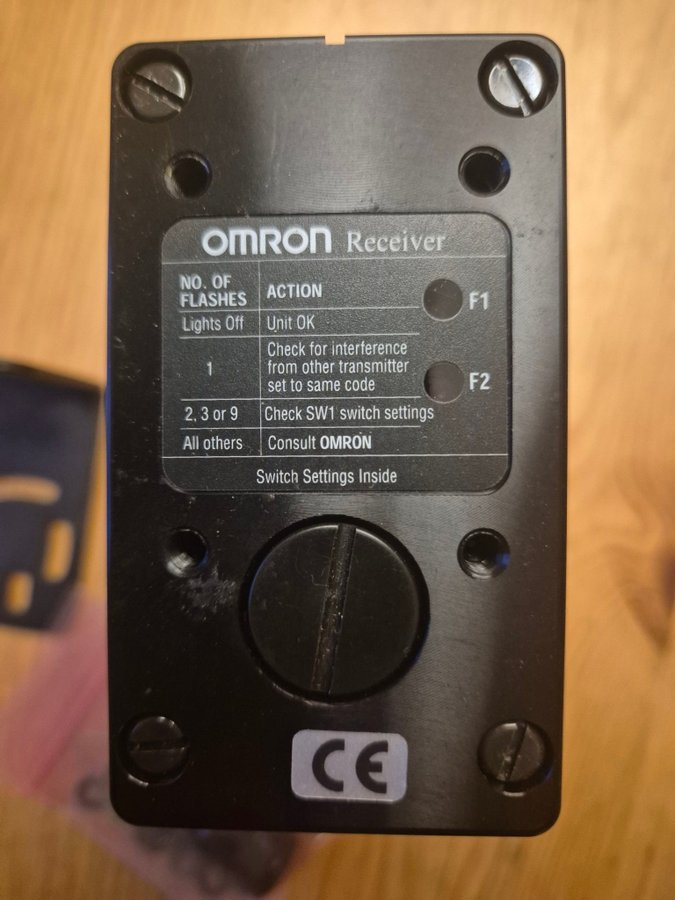 OMRON Receiver
NO. OF FLASHES ACTION
F1
Lights Off Unit OK
1 Check for interference
from other transmitter
set to same code
F2
2, 3 or 9 Check SW1 switch settings
All others Consult OMRON
Switch Settings Inside
CE